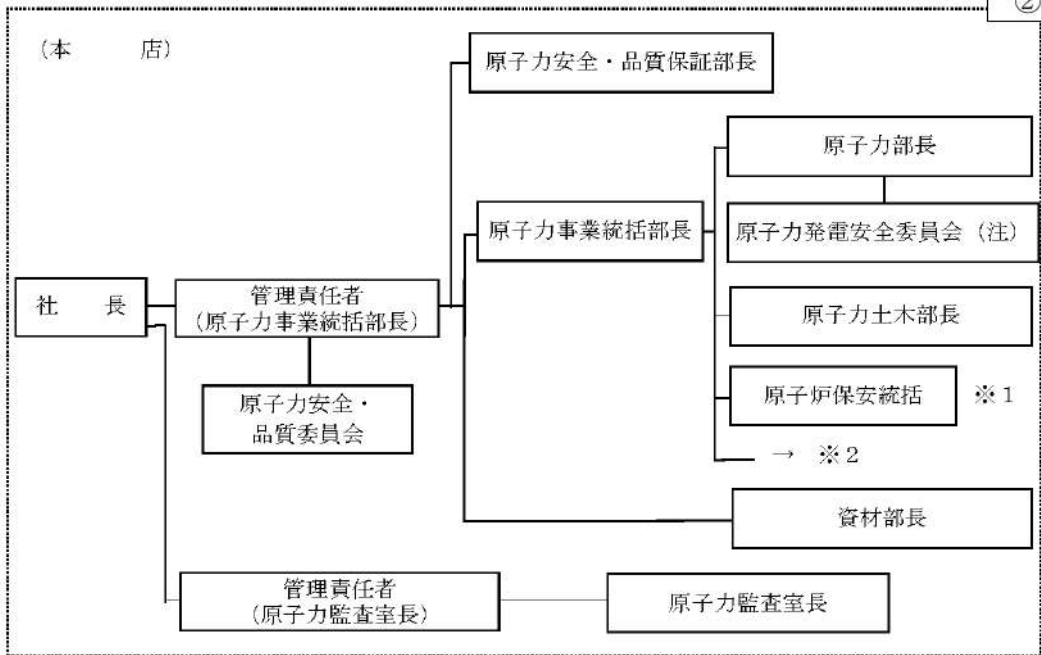 ②
（本　　店）
原子力安全・品質保証部長
原子力部長
原子力事業統括部長
原子力発電安全委員会（注）
社　　長
管理責任者
（原子力事業統括部長）
原子力土木部長
原子力安全・
品質委員会
原子炉保安統括
※１
→　※２
資材部長
管理責任者
（原子力監査室長）
原子力監査室長